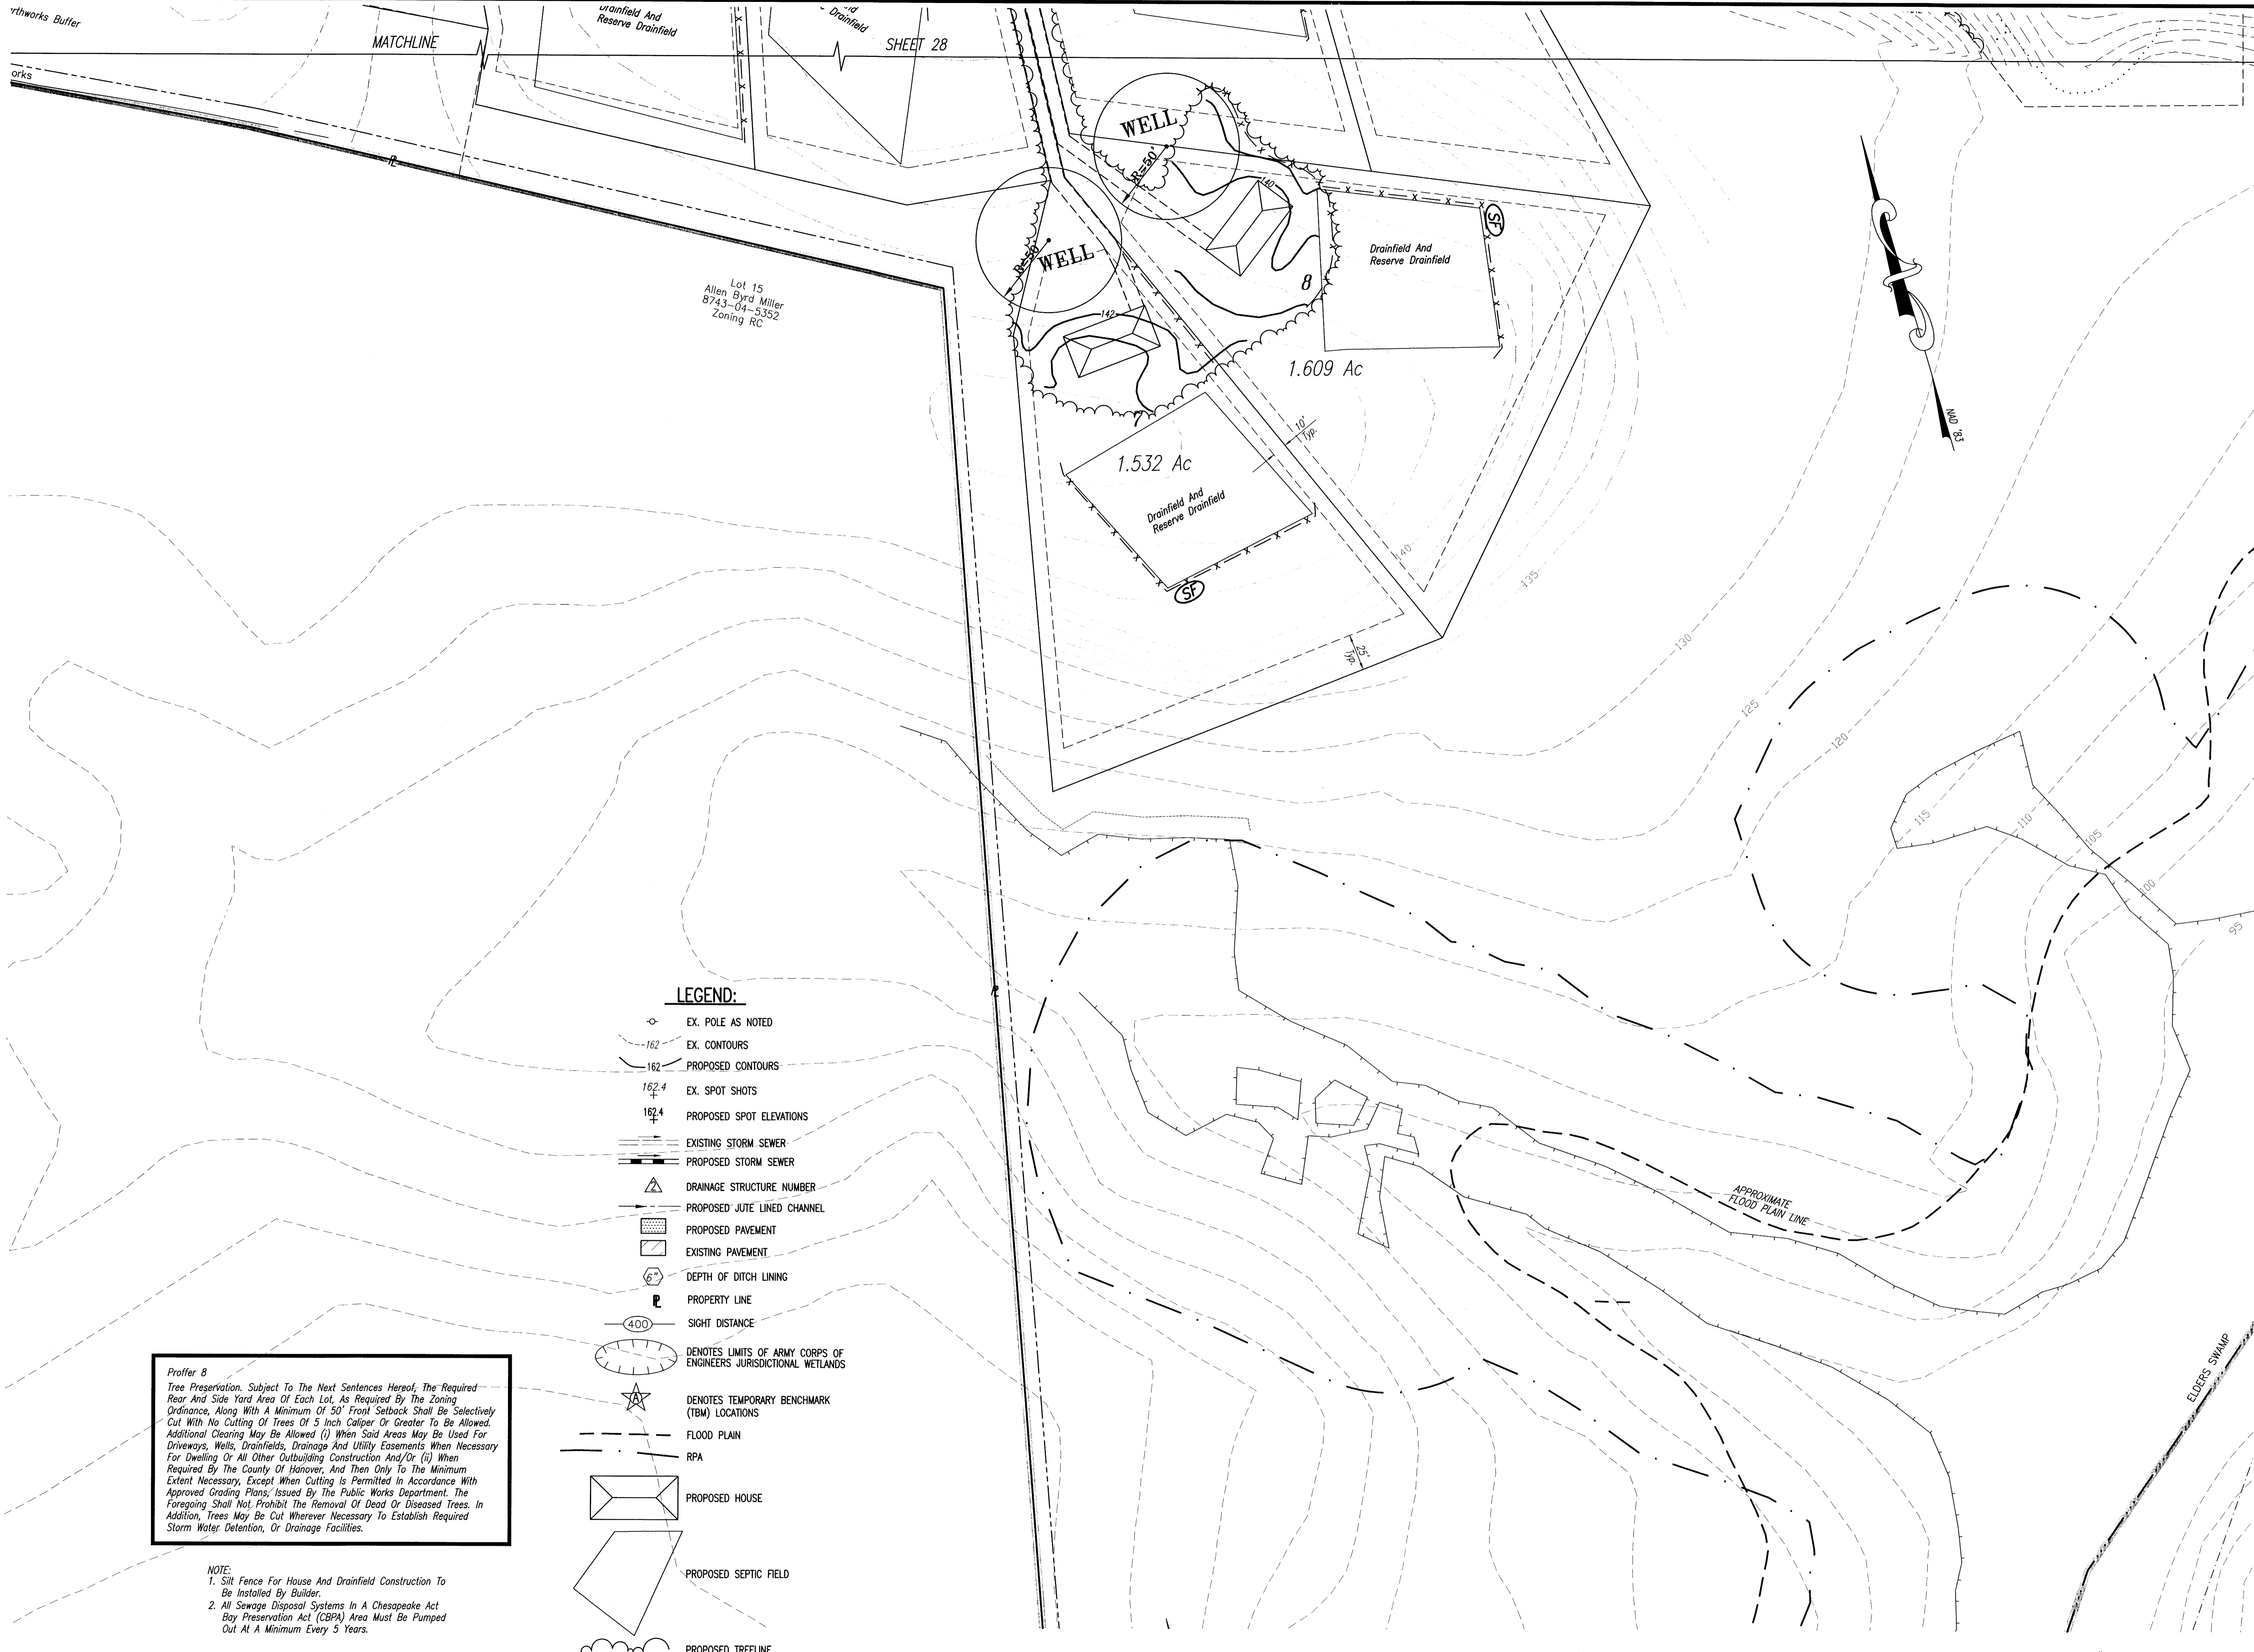 rthworks Buffer
orks
MATCHLINE
SHEET 28
Drainfield And
Reserve Drainfield
Drainfield
WELL
R=50'
140
SF
Drainfield And
Reserve Drainfield
8
1.609 Ac
WELL
R=50'
142
7
1.532 Ac
Drainfield And
Reserve Drainfield
SF
10'
Typ.
25'
Typ.
Lot 15
Allen Byrd Miller
8743-04-5352
Zoning RC
NAD '83
140
135
130
125
120
115
110
105
100
95
APPROXIMATE
FLOOD PLAIN LINE
ELDERS SWAMP
LEGEND:
EX. POLE AS NOTED
162 EX. CONTOURS
162 PROPOSED CONTOURS
162.4 EX. SPOT SHOTS
162.4 PROPOSED SPOT ELEVATIONS
EXISTING STORM SEWER
PROPOSED STORM SEWER
2 DRAINAGE STRUCTURE NUMBER
PROPOSED JUTE LINED CHANNEL
PROPOSED PAVEMENT
EXISTING PAVEMENT
6" DEPTH OF DITCH LINING
PL PROPERTY LINE
400 SIGHT DISTANCE
DENOTES LIMITS OF ARMY CORPS OF
ENGINEERS JURISDICTIONAL WETLANDS
A DENOTES TEMPORARY BENCHMARK
(TBM) LOCATIONS
FLOOD PLAIN
RPA
PROPOSED HOUSE
PROPOSED SEPTIC FIELD
PROPOSED TREELINE
Proffer 8
Tree Preservation. Subject To The Next Sentences Hereof, The Required
Rear And Side Yard Area Of Each Lot, As Required By The Zoning
Ordinance, Along With A Minimum Of 50' Front Setback Shall Be Selectively
Cut With No Cutting Of Trees Of 5 Inch Caliper Or Greater To Be Allowed.
Additional Clearing May Be Allowed (i) When Said Areas May Be Used For
Driveways, Wells, Drainfields, Drainage And Utility Easements When Necessary
For Dwelling Or All Other Outbuilding Construction And/Or (ii) When
Required By The County Of Hanover, And Then Only To The Minimum
Extent Necessary, Except When Cutting Is Permitted In Accordance With
Approved Grading Plans, Issued By The Public Works Department. The
Foregoing Shall Not Prohibit The Removal Of Dead Or Diseased Trees. In
Addition, Trees May Be Cut Wherever Necessary To Establish Required
Storm Water Detention, Or Drainage Facilities.
NOTE:
1. Silt Fence For House And Drainfield Construction To
Be Installed By Builder.
2. All Sewage Disposal Systems In A Chesapeake Act
Bay Preservation Act (CBPA) Area Must Be Pumped
Out At A Minimum Every 5 Years.